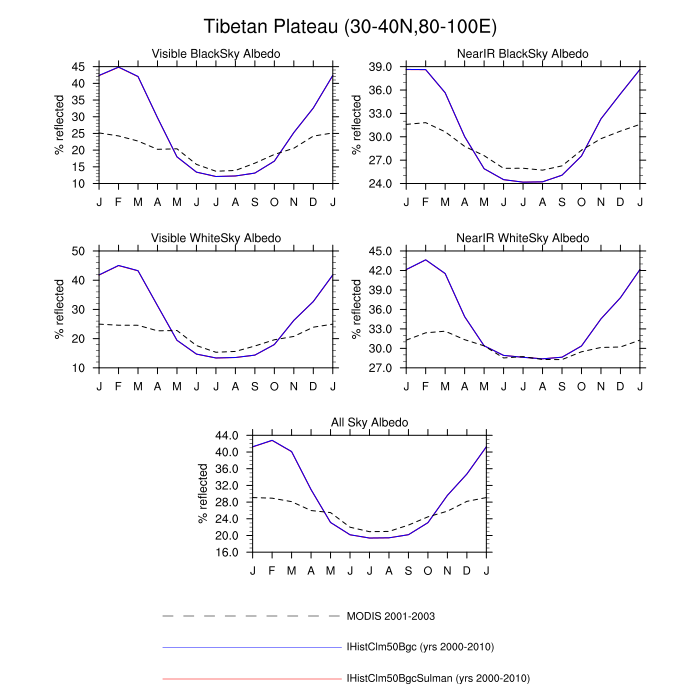 Tibetan Plateau (30-40N,80-100E)
Visible BlackSky Albedo
% reflected
45
40
35
30
25
20
15
10
J F M A M J J A S O N D J
NearIR BlackSky Albedo
% reflected
39.0
36.0
33.0
30.0
27.0
24.0
J F M A M J J A S O N D J
Visible WhiteSky Albedo
% reflected
50
40
30
20
10
J F M A M J J A S O N D J
NearIR WhiteSky Albedo
% reflected
45.0
42.0
39.0
36.0
33.0
30.0
27.0
J F M A M J J A S O N D J
All Sky Albedo
% reflected
44.0
40.0
36.0
32.0
28.0
24.0
20.0
16.0
J F M A M J J A S O N D J
MODIS 2001-2003
IHistClm50Bgc (yrs 2000-2010)
IHistClm50BgcSulman (yrs 2000-2010)